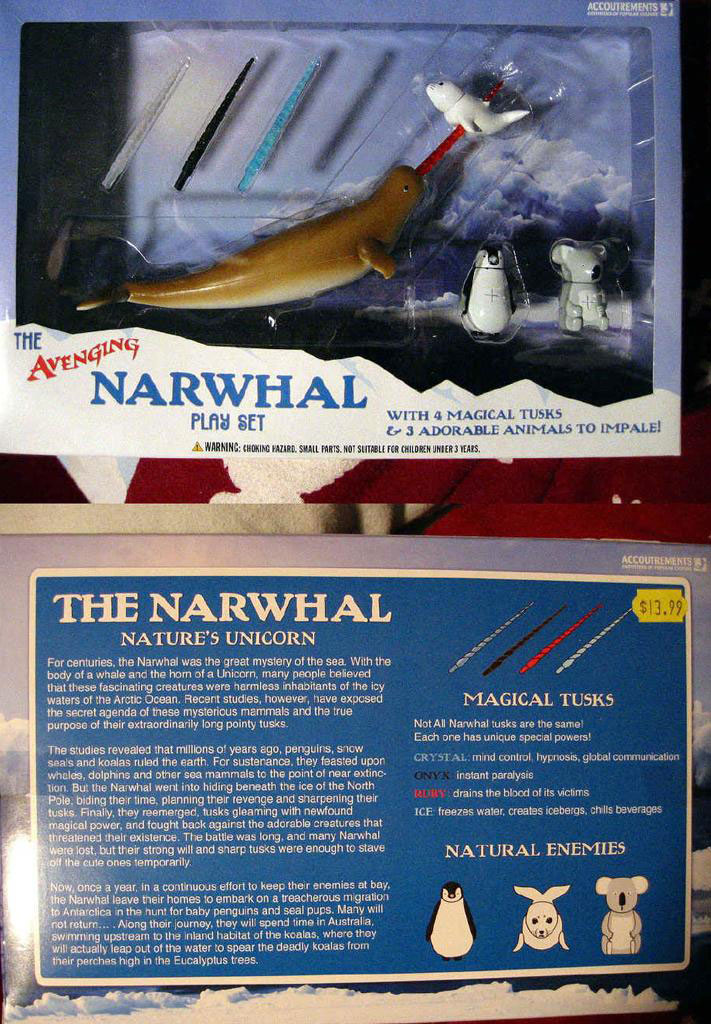 ACCOUTREMENTS
OUTFITTERS OF POPULAR CULTURE
THE
AVENGING
NARWHAL
PLAY SET
WITH 4 MAGICAL TUSKS
& 3 ADORABLE ANIMALS TO IMPALE!
WARNING: CHOKING HAZARD. SMALL PARTS. NOT SUITABLE FOR CHILDREN UNDER 3 YEARS.
ACCOUTREMENTS
OUTFITTERS OF POPULAR CULTURE
$13.99
THE NARWHAL
NATURE'S UNICORN
For centuries, the Narwhal was the great mystery of the sea. With the
body of a whale and the horn of a Unicorn, many people believed
that these fascinating creatures were harmless inhabitants of the icy
waters of the Arctic Ocean. Recent studies, however, have exposed
the secret agenda of these mysterious mammals and the true
purpose of their extraordinarily long pointy tusks.
The studies revealed that millions of years ago, penguins, snow
seals and koalas ruled the earth. For sustenance, they feasted upon
whales, dolphins and other sea mammals to the point of near extinc-
tion. But the Narwhal went into hiding beneath the ice of the North
Pole, biding their time, planning their revenge and sharpening their
tusks. Finally, they reemerged, tusks gleaming with newfound
magical power, and fought back against the adorable creatures that
threatened their existence. The battle was long, and many Narwhal
were lost, but their strong will and sharp tusks were enough to stave
off the cute ones temporarily.
Now, once a year, in a continuous effort to keep their enemies at bay,
the Narwhal leave their homes to embark on a treacherous migration
to Antarctica in the hunt for baby penguins and seal pups. Many will
not return.... Along their journey, they will spend time in Australia,
swimming upstream to the inland habitat of the koalas, where they
will actually leap out of the water to spear the deadly koalas from
their perches high in the Eucalyptus trees.
MAGICAL TUSKS
Not All Narwhal tusks are the same!
Each one has unique special powers!
CRYSTAL: mind control, hypnosis, global communication
ONYX: instant paralysis
RUBY: drains the blood of its victims
ICE: freezes water, creates icebergs, chills beverages
NATURAL ENEMIES